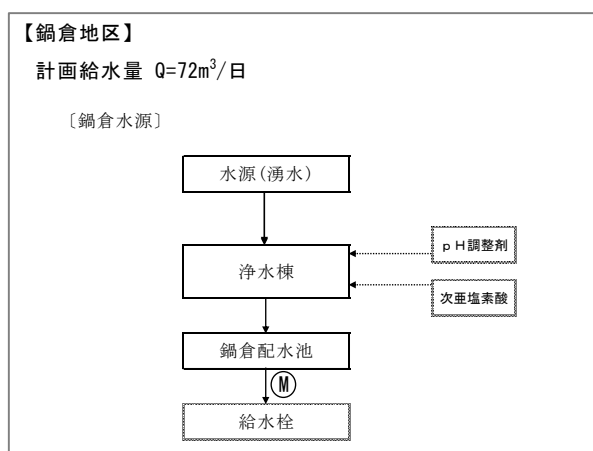 【鍋倉地区】
計画給水量 Q=72m³/日
〔鍋倉水源〕
水源(湧水)
pH調整剤
浄水棟
次亜塩素酸
鍋倉配水池
Ⓜ
給水栓